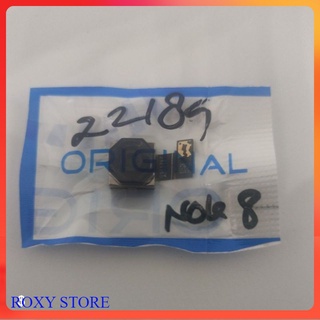 22189
ORIGINAL
Note 8
ROXY STORE